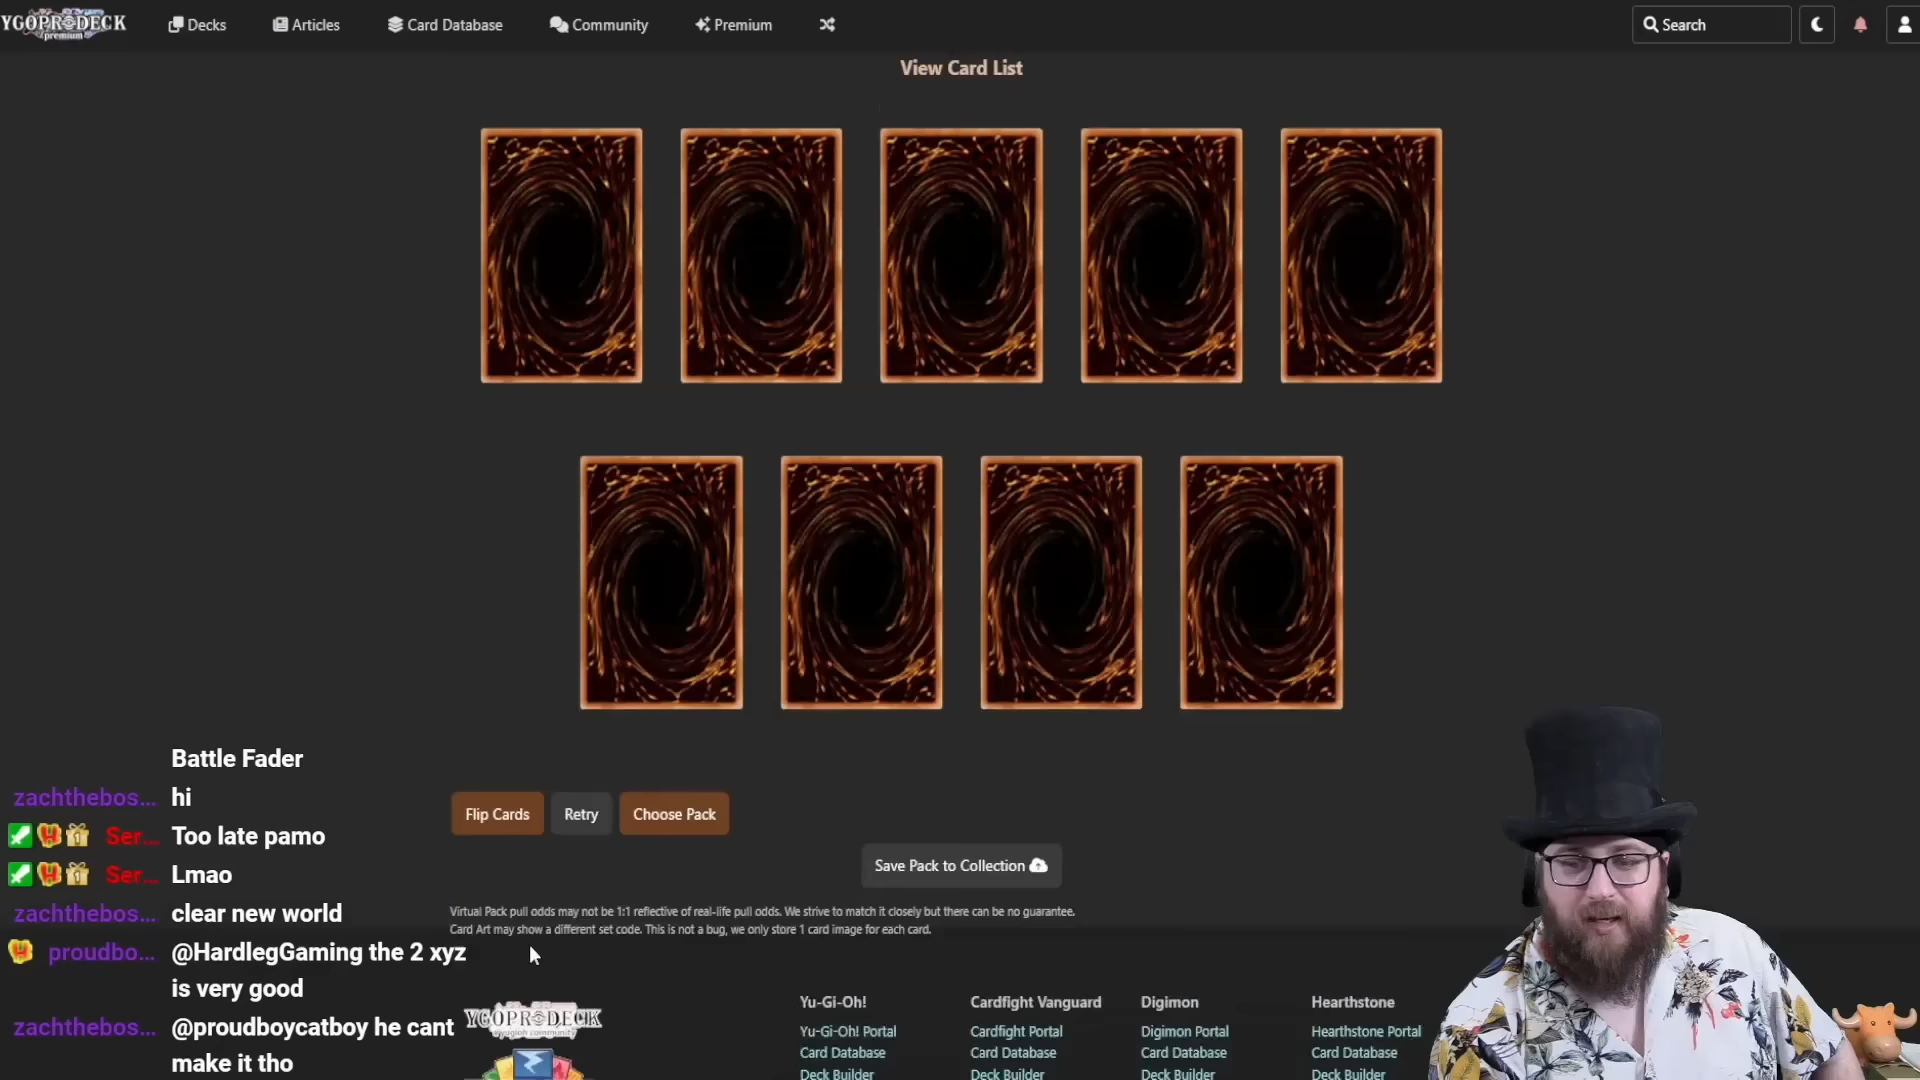 YGOPRODECK
premium
Decks
Articles
Card Database
Community
Premium
Search
View Card List
Battle Fader
zachthebos... hi
Ser... Too late pamo
Ser... Lmao
zachthebos... clear new world
proudbo... @HardlegGaming the 2 xyz
is very good
zachthebos... @proudboycatboy he cant
make it tho
Flip Cards
Retry
Choose Pack
Save Pack to Collection
Virtual Pack pull odds may not be 1:1 reflective of real-life pull odds. We strive to match it closely but there can be no guarantee.
Card Art may show a different set code. This is not a bug, we only store 1 card image for each card.
YGOPRODECK
Yu-Gi-Oh!
Yu-Gi-Oh! Portal
Card Database
Deck Builder
Cardfight Vanguard
Cardfight Portal
Card Database
Deck Builder
Digimon
Digimon Portal
Card Database
Deck Builder
Hearthstone
Hearthstone Portal
Card Database
Deck Builder